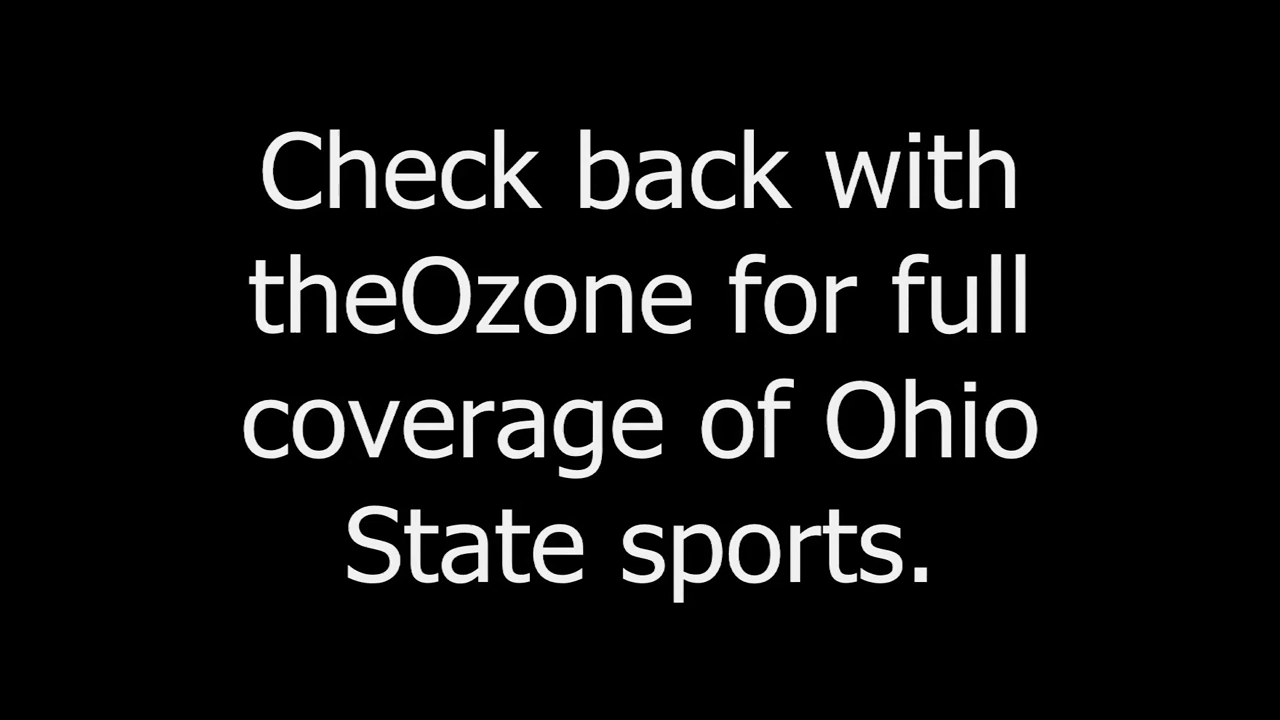 Check back with
theOzone for full
coverage of Ohio
State sports.